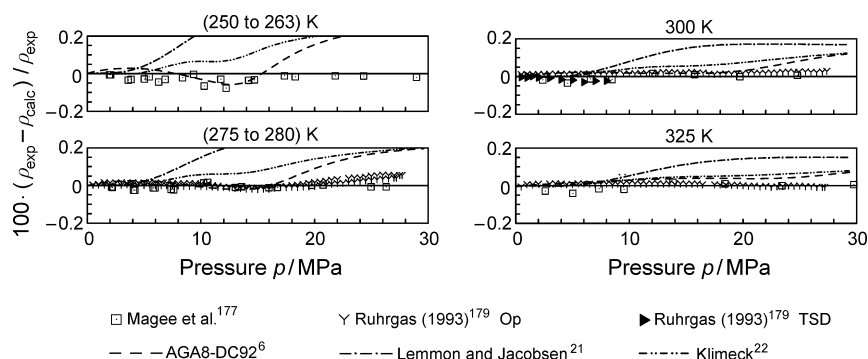 (250 to 263) K
300 K
0.2
0
−0.2
0.2
0
−0.2
(275 to 280) K
325 K
0.2
0
−0.2
0.2
0
−0.2
100·(ρexp−ρcalc)/ρexp
0 10 20 30
0 10 20 30
Pressure p/MPa
Pressure p/MPa
Magee et al.177
Ruhrgas (1993)179 Op
Ruhrgas (1993)179 TSD
AGA8-DC926
Lemmon and Jacobsen21
Klimeck22